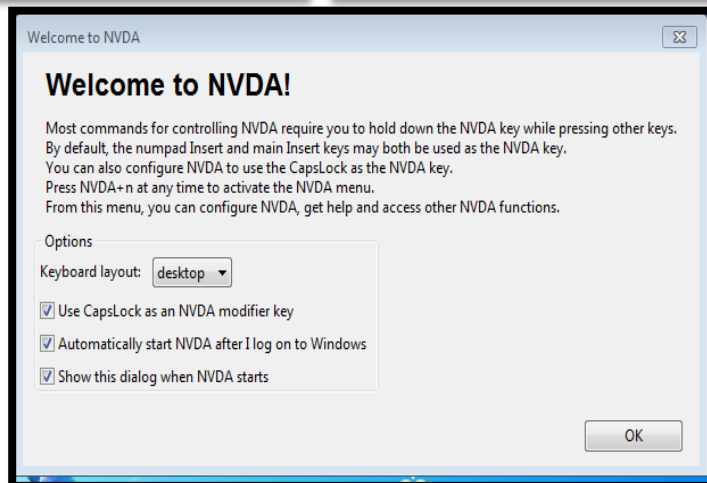 Welcome to NVDA
Welcome to NVDA!
Most commands for controlling NVDA require you to hold down the NVDA key while pressing other keys.
By default, the numpad Insert and main Insert keys may both be used as the NVDA key.
You can also configure NVDA to use the CapsLock as the NVDA key.
Press NVDA+n at any time to activate the NVDA menu.
From this menu, you can configure NVDA, get help and access other NVDA functions.
Options
Keyboard layout: desktop
Use CapsLock as an NVDA modifier key
Automatically start NVDA after I log on to Windows
Show this dialog when NVDA starts
OK